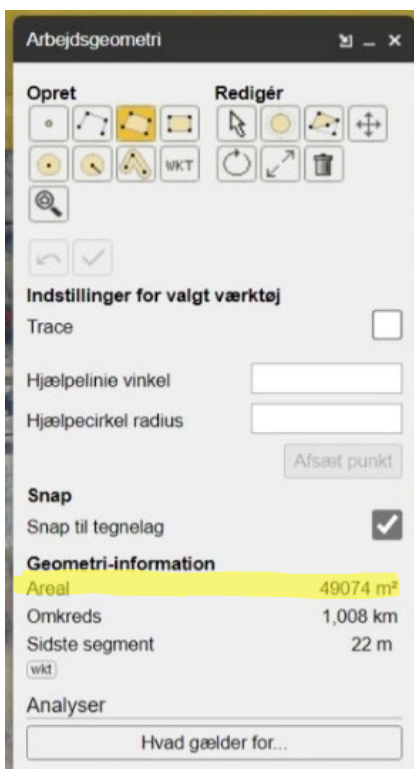 Arbejdsgeometri
Opret Redigér
WKT
Indstillinger for valgt værktøj
Trace
Hjælpelinie vinkel
Hjælpecirkel radius
Afsæt punkt
Snap
Snap til tegnelag
Geometri-information
Areal 49074 m²
Omkreds 1,008 km
Sidste segment 22 m
wkt
Analyser
Hvad gælder for...